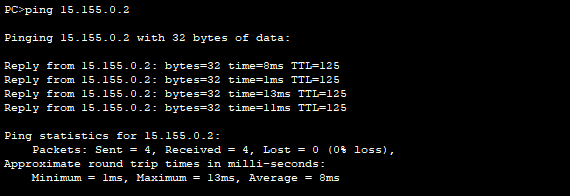 PC>ping 15.155.0.2
Pinging 15.155.0.2 with 32 bytes of data:
Reply from 15.155.0.2: bytes=32 time=8ms TTL=125
Reply from 15.155.0.2: bytes=32 time=1ms TTL=125
Reply from 15.155.0.2: bytes=32 time=13ms TTL=125
Reply from 15.155.0.2: bytes=32 time=11ms TTL=125
Ping statistics for 15.155.0.2:
Packets: Sent = 4, Received = 4, Lost = 0 (0% loss),
Approximate round trip times in milli-seconds:
Minimum = 1ms, Maximum = 13ms, Average = 8ms